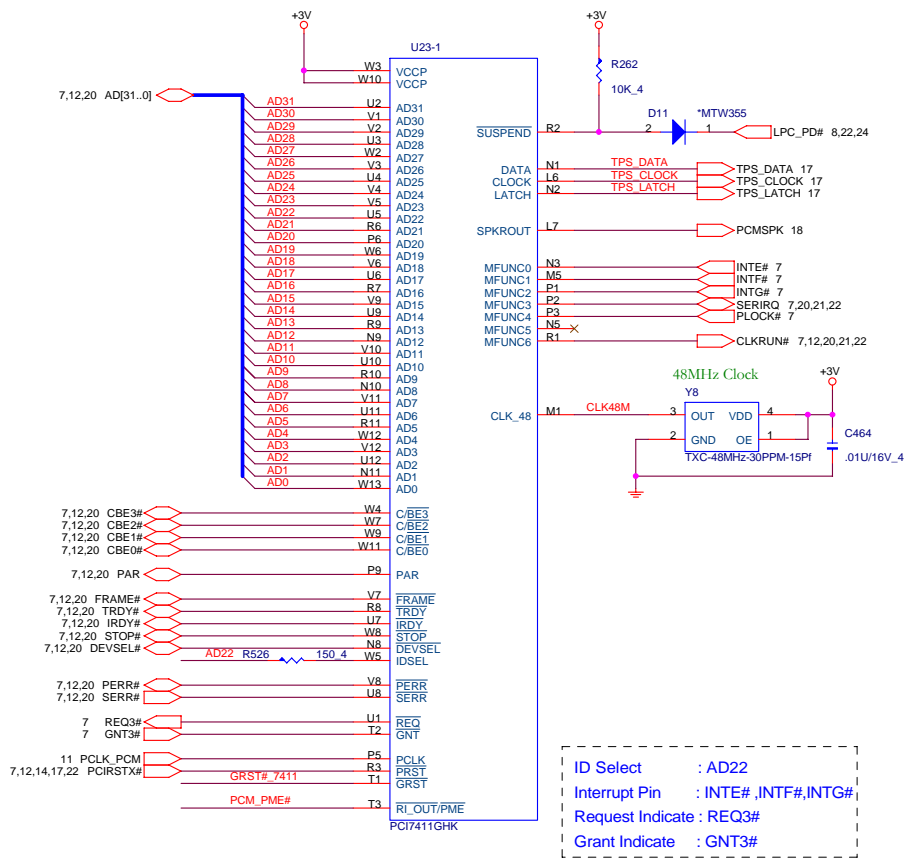 +3V
+3V
U23-1
W3 VCCP
W10 VCCP
R262
10K_4
7,12,20 AD[31..0]
AD31 U2 AD31
AD30 V1 AD30
AD29 V2 AD29
AD28 U3 AD28
AD27 W2 AD27
AD26 V3 AD26
AD25 U4 AD25
AD24 V4 AD24
AD23 V5 AD23
AD22 U5 AD22
AD21 R6 AD21
AD20 P6 AD20
AD19 W6 AD19
AD18 V6 AD18
AD17 U6 AD17
AD16 R7 AD16
AD15 V9 AD15
AD14 U9 AD14
AD13 R9 AD13
AD12 N9 AD12
AD11 V10 AD11
AD10 U10 AD10
AD9 R10 AD9
AD8 N10 AD8
AD7 V11 AD7
AD6 U11 AD6
AD5 R11 AD5
AD4 W12 AD4
AD3 V12 AD3
AD2 U12 AD2
AD1 N11 AD1
AD0 W13 AD0
7,12,20 CBE3# W4 C/BE3
7,12,20 CBE2# W7 C/BE2
7,12,20 CBE1# W9 C/BE1
7,12,20 CBE0# W11 C/BE0
7,12,20 PAR P9 PAR
7,12,20 FRAME# V7 FRAME
7,12,20 TRDY# R8 TRDY
7,12,20 IRDY# U7 IRDY
7,12,20 STOP# W8 STOP
7,12,20 DEVSEL# N8 DEVSEL
AD22 R526 150_4 W5 IDSEL
7,12,20 PERR# V8 PERR
7,12,20 SERR# U8 SERR
7 REQ3# U1 REQ
7 GNT3# T2 GNT
11 PCLK_PCM P5 PCLK
7,12,14,17,22 PCIRSTX# R3 PRST
GRST#_7411 T1 GRST
PCM_PME# T3 RI_OUT/PME
PCI7411GHK
D11 *MTW355
SUSPEND R2 2 1 LPC_PD# 8,22,24
DATA N1 TPS_DATA TPS_DATA 17
CLOCK L6 TPS_CLOCK TPS_CLOCK 17
LATCH N2 TPS_LATCH TPS_LATCH 17
SPKROUT L7 PCMSPK 18
MFUNC0 N3 INTE# 7
MFUNC1 M5 INTF# 7
MFUNC2 P1 INTG# 7
MFUNC3 P2 SERIRQ 7,20,21,22
MFUNC4 P3 PLOCK# 7
MFUNC5 N5
MFUNC6 R1 CLKRUN# 7,12,20,21,22
48MHz Clock
+3V
Y8
CLK_48 M1 CLK48M 3 OUT VDD 4
2 GND OE 1
TXC-48MHz-30PPM-15Pf
C464
.01U/16V_4
ID Select : AD22
Interrupt Pin : INTE# ,INTF#,INTG#
Request Indicate : REQ3#
Grant Indicate : GNT3#